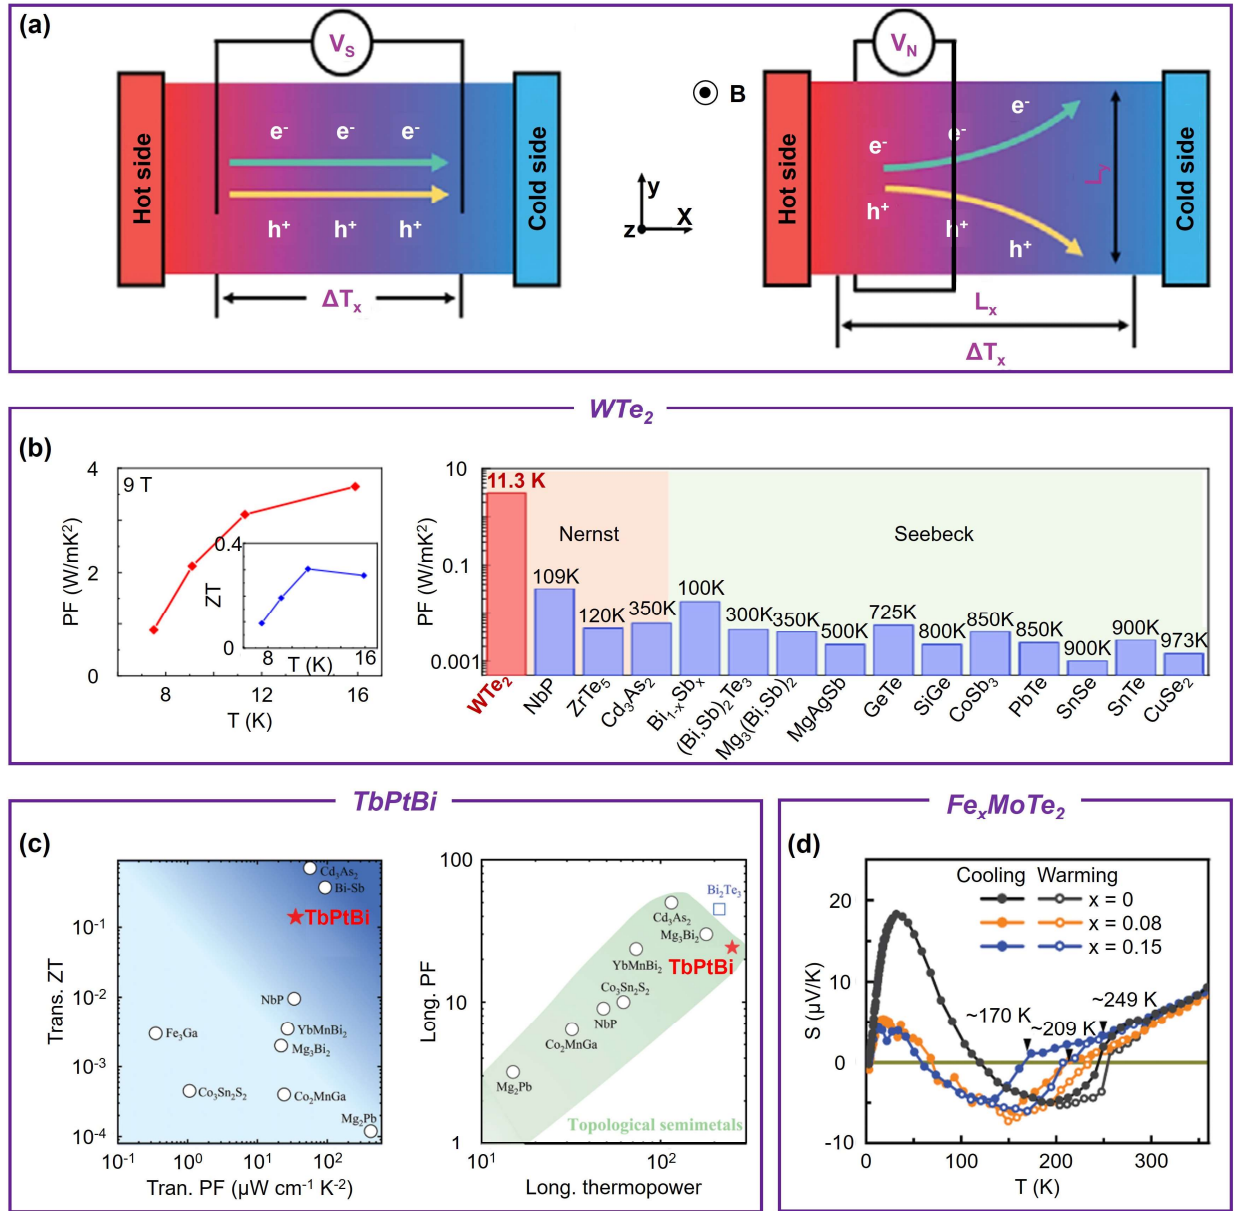 (a)
V_S
V_N
B
Hot side
e⁻ e⁻ e⁻
h⁺ h⁺ h⁺
Cold side
ΔTₓ
y
X
z
Hot side
e⁻ e⁻ e⁻
h⁺ h⁺ h⁺
L_y
Cold side
Lₓ
ΔTₓ
WTe₂
(b)
PF (W/mK²)
4
2
0
9 T
8 12 16
T (K)
ZT
0.4
0
8 T (K) 16
PF (W/mK²)
10
0.1
0.001
11.3 K
Nernst
Seebeck
109K
120K
350K
100K
300K
350K
500K
725K
800K
850K
850K
900K
900K
973K
WTe₂
NbP
ZrTe₅
Cd₃As₂
Bi₁₋ₓSbₓ
(Bi,Sb)₂Te₃
Mg₃(Bi,Sb)₂
MgAgSb
GeTe
SiGe
CoSb₃
PbTe
SnSe
SnTe
CuSe₂
TbPtBi
(c)
Trans. ZT
10⁻¹
10⁻²
10⁻³
10⁻⁴
Cd₃As₂
Bi-Sb
TbPtBi
NbP
Fe₃Ga
YbMnBi₂
Mg₃Bi₂
Co₃Sn₂S₂
Co₂MnGa
Mg₂Pb
10⁻¹ 10⁰ 10¹ 10²
Tran. PF (µW cm⁻¹ K⁻²)
Long. PF
100
10
1
Bi₂Te₃
Cd₃As₂
Mg₃Bi₂
YbMnBi₂
TbPtBi
Co₃Sn₂S₂
NbP
Co₂MnGa
Mg₂Pb
Topological semimetals
10¹ 10²
Long. thermopower
FeₓMoTe₂
(d)
S (µV/K)
20
10
0
-10
Cooling Warming
x = 0
x = 0.08
x = 0.15
~170 K
~209 K
~249 K
0 100 200 300
T (K)